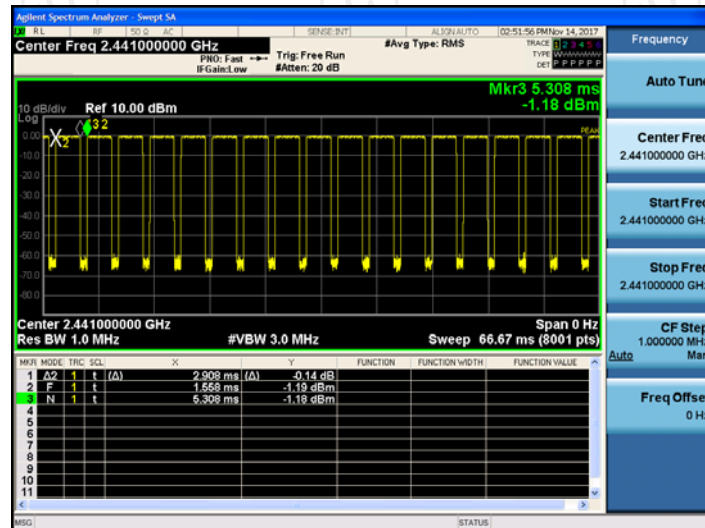 Agilent Spectrum Analyzer - Swept SA
RL RF 50 Ω AC SENSE:INT ALIGN AUTO 02:51:56 PM Nov 14, 2017
Center Freq 2.441000000 GHz
PNO: Fast
IFGain:Low
Trig: Free Run
#Atten: 20 dB
#Avg Type: RMS
TRACE 1 2 3 4 5 6
TYPE
DET P P P P P P
Mkr3 5.308 ms
-1.18 dBm
10 dB/div Ref 10.00 dBm
Log
0.00
-10.0
-20.0
-30.0
-40.0
-50.0
-60.0
-70.0
-80.0
X2
3 2
PEAK
Center 2.441000000 GHz Span 0 Hz
Res BW 1.0 MHz #VBW 3.0 MHz Sweep 66.67 ms (8001 pts)
MKR MODE TRC SCL X Y FUNCTION FUNCTION WIDTH FUNCTION VALUE
1 Δ2 1 t (Δ) 2.908 ms (Δ) -0.14 dB
2 F 1 t 1.558 ms -1.19 dBm
3 N 1 t 5.308 ms -1.18 dBm
4
5
6
7
8
9
10
11
MSG STATUS
Frequency
Auto Tune
Center Freq
2.441000000 GHz
Start Freq
2.441000000 GHz
Stop Freq
2.441000000 GHz
CF Step
1.000000 MHz
Auto Man
Freq Offset
0 Hz